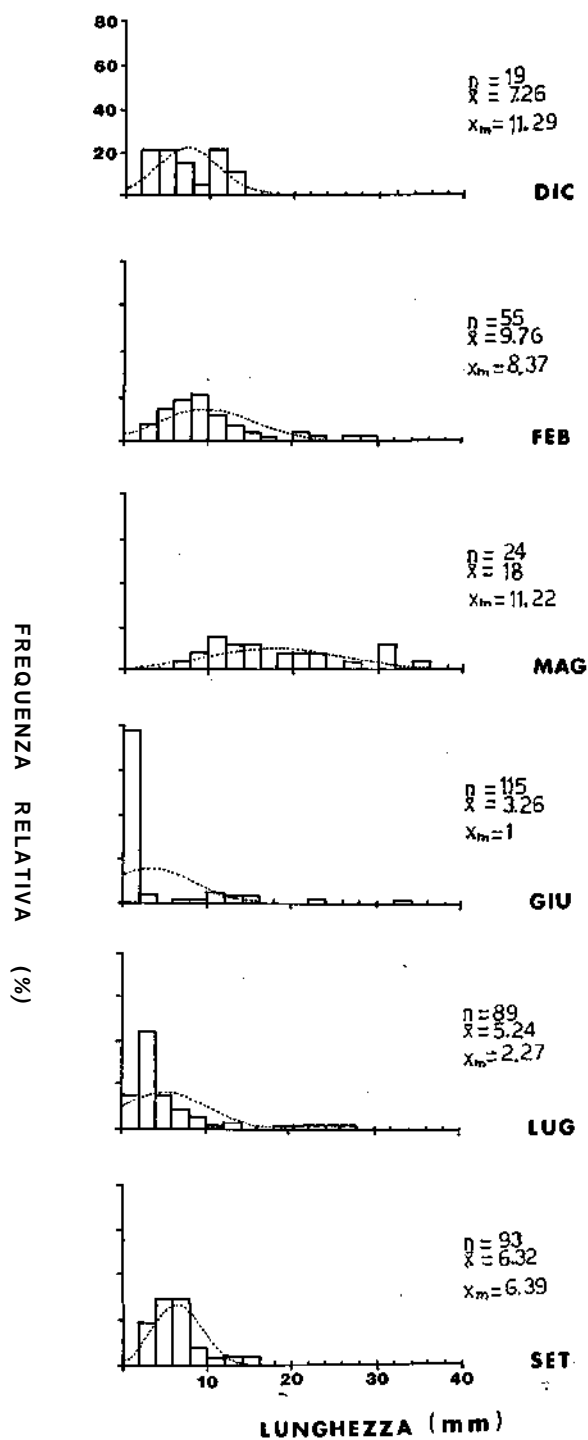 80
60
40
20
n = 19
x̄ = 7.26
xm = 11.29
DIC
n = 55
x̄ = 9.76
xm = 8.37
FEB
n = 24
x̄ = 18
xm = 11.22
MAG
n = 115
x̄ = 3.26
xm = 1
GIU
n = 89
x̄ = 5.24
xm = 2.27
LUG
n = 93
x̄ = 6.32
xm = 6.39
SET
10 20 30 40
LUNGHEZZA (mm)
FREQUENZA RELATIVA (%)